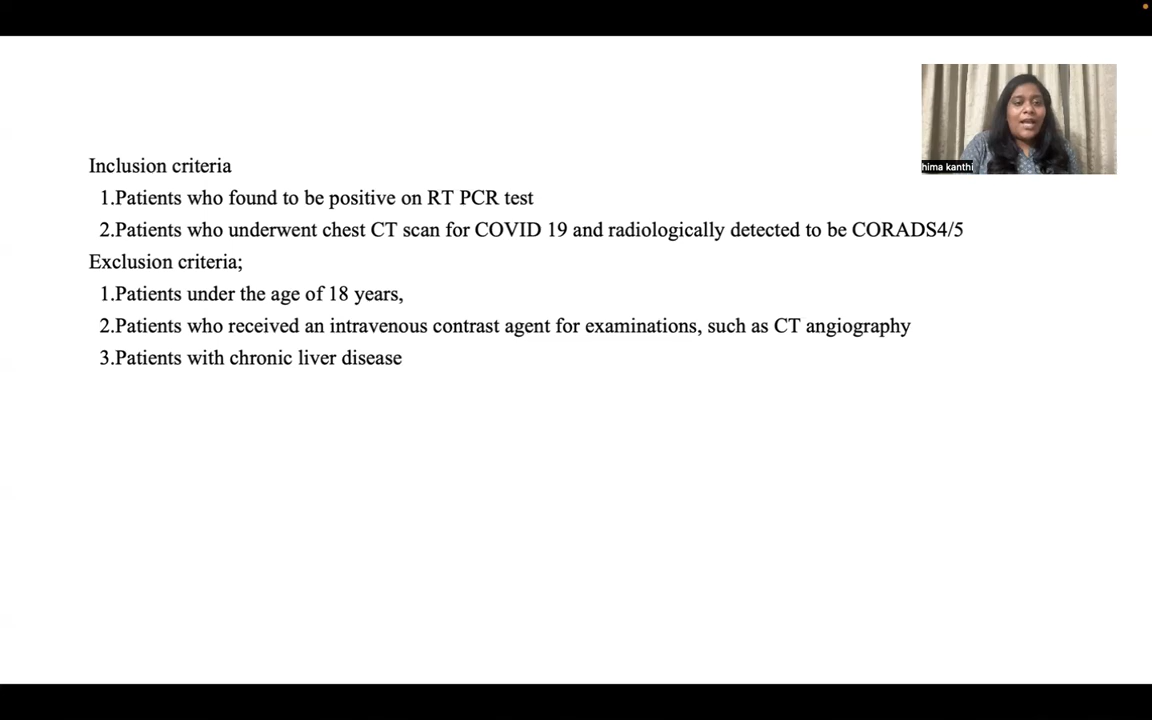 Inclusion criteria
1.Patients who found to be positive on RT PCR test
2.Patients who underwent chest CT scan for COVID 19 and radiologically detected to be CORADS4/5
Exclusion criteria;
1.Patients under the age of 18 years,
2.Patients who received an intravenous contrast agent for examinations, such as CT angiography
3.Patients with chronic liver disease
hima kanthi